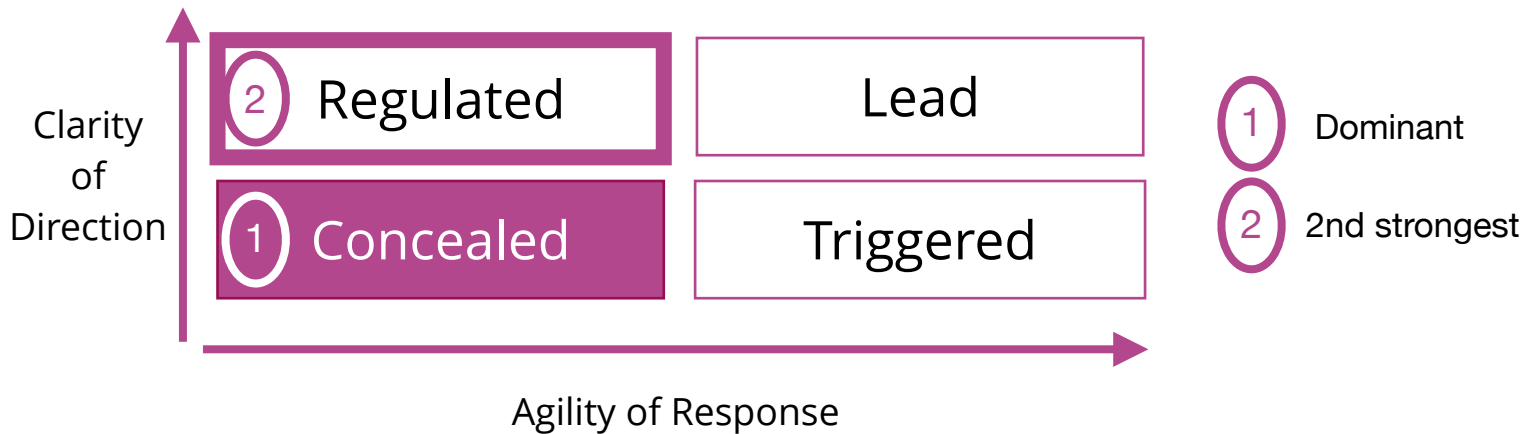 Clarity
of
Direction
2 Regulated
Lead
1 Concealed
Triggered
1 Dominant
2 2nd strongest
Agility of Response